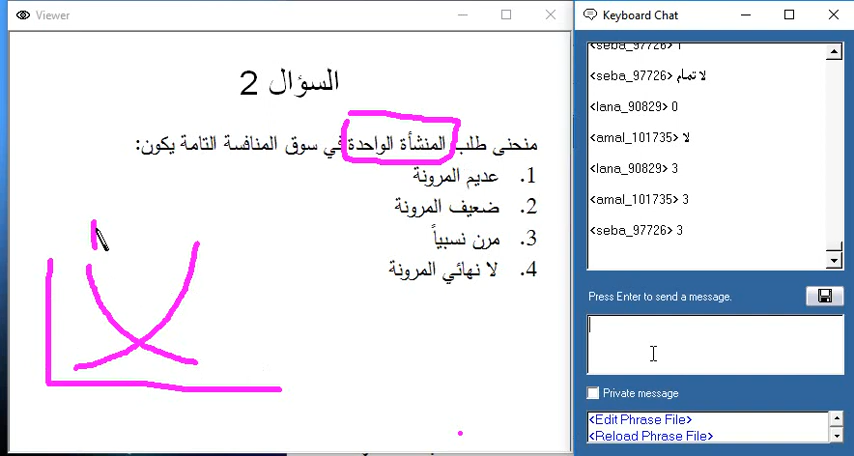 Viewer
السؤال 2
منحنى طلب المنشأة الواحدة في سوق المنافسة التامة يكون:
1. عديم المرونة
2. ضعيف المرونة
3. مرن نسبياً
4. لا نهائي المرونة
Keyboard Chat
<seba_97726> 1
<seba_97726> لا تمام
<lana_90829> 0
<amal_101735> لا
<lana_90829> 3
<amal_101735> 3
<seba_97726> 3
Press Enter to send a message.
Private message
<Edit Phrase File>
<Reload Phrase File>